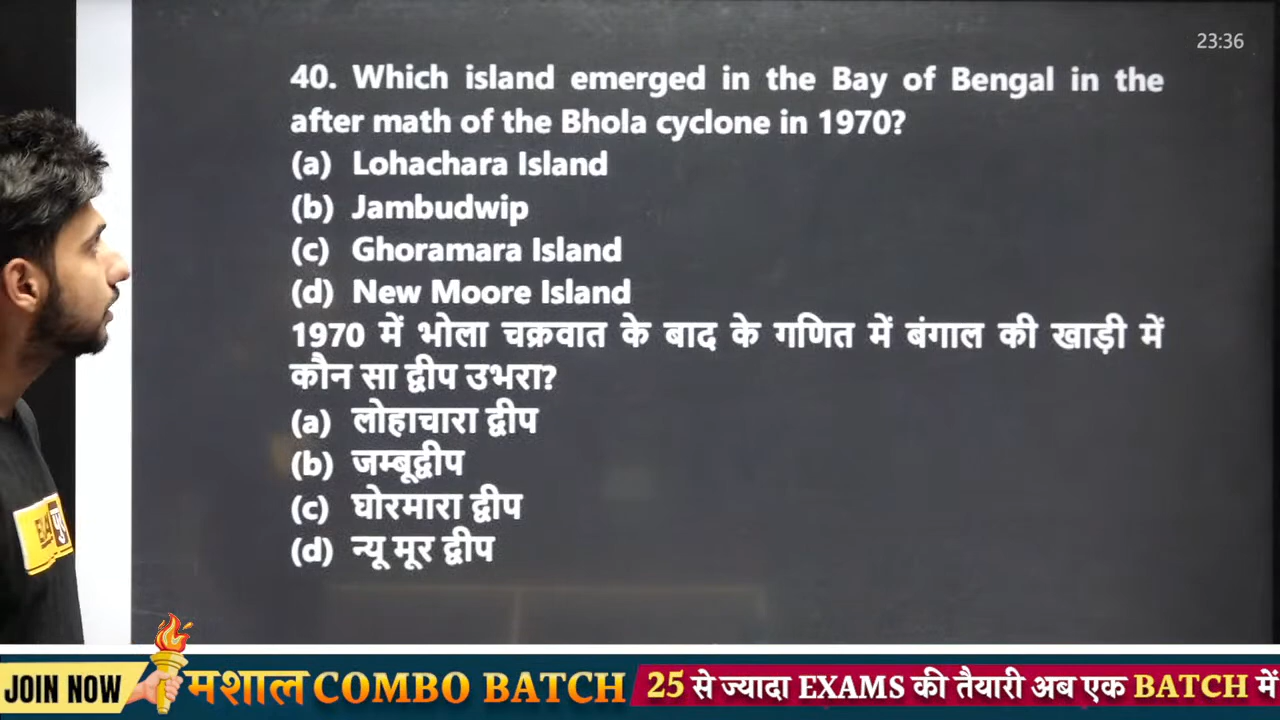 23:36
40. Which island emerged in the Bay of Bengal in the
after math of the Bhola cyclone in 1970?
(a) Lohachara Island
(b) Jambudwip
(c) Ghoramara Island
(d) New Moore Island
1970 में भोला चक्रवात के बाद के गणित में बंगाल की खाड़ी में
कौन सा द्वीप उभरा?
(a) लोहाचारा द्वीप
(b) जम्बूद्वीप
(c) घोरमारा द्वीप
(d) न्यू मूर द्वीप
JOIN NOW मशाल COMBO BATCH 25 से ज्यादा EXAMS की तैयारी अब एक BATCH में